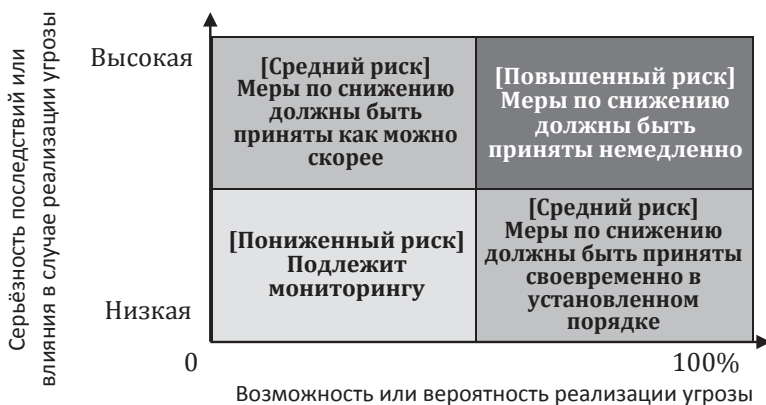 Серьёзность последствий или
влияния в случае реализации угрозы
Высокая
[Средний риск]
Меры по снижению
должны быть
приняты как можно
скорее
[Повышенный риск]
Меры по снижению
должны быть
приняты немедленно
[Пониженный риск]
Подлежит
мониторингу
[Средний риск]
Меры по снижению
должны быть приняты
своевременно в
установленном
порядке
Низкая
0
100%
Возможность или вероятность реализации угрозы